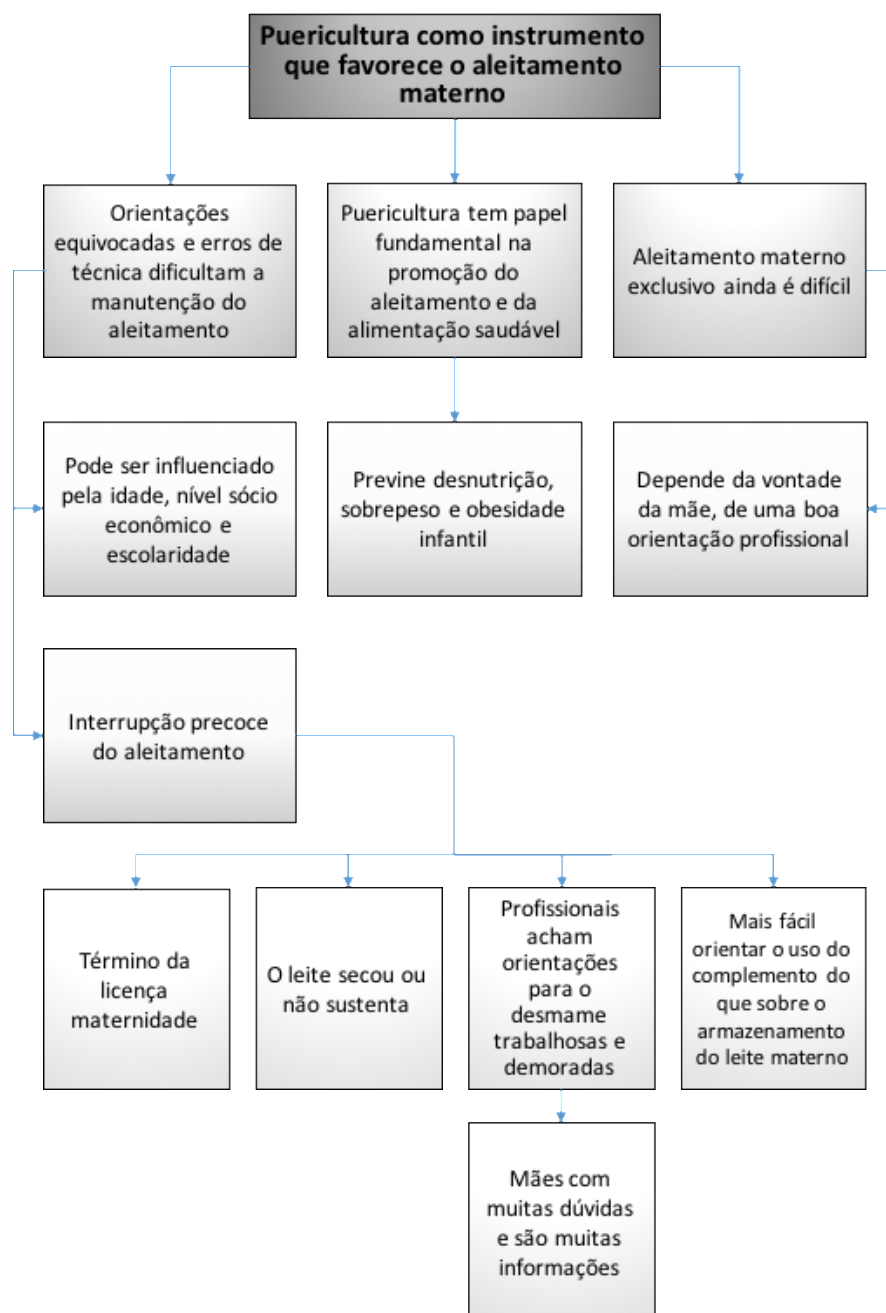 Puericultura como instrumento
que favorece o aleitamento
materno
Orientações
equivocadas e erros de
técnica dificultam a
manutenção do
aleitamento
Puericultura tem papel
fundamental na
promoção do
aleitamento e da
alimentação saudável
Aleitamento materno
exclusivo ainda é difícil
Pode ser influenciado
pela idade, nível sócio
econômico e
escolaridade
Previne desnutrição,
sobrepeso e obesidade
infantil
Depende da vontade
da mãe, de uma boa
orientação profissional
Interrupção precoce
do aleitamento
Término da
licença
maternidade
O leite secou ou
não sustenta
Profissionais
acham
orientações
para o
desmame
trabalhosas e
demoradas
Mais fácil
orientar o uso do
complemento do
que sobre o
armazenamento
do leite materno
Mães com
muitas dúvidas
e são muitas
informações